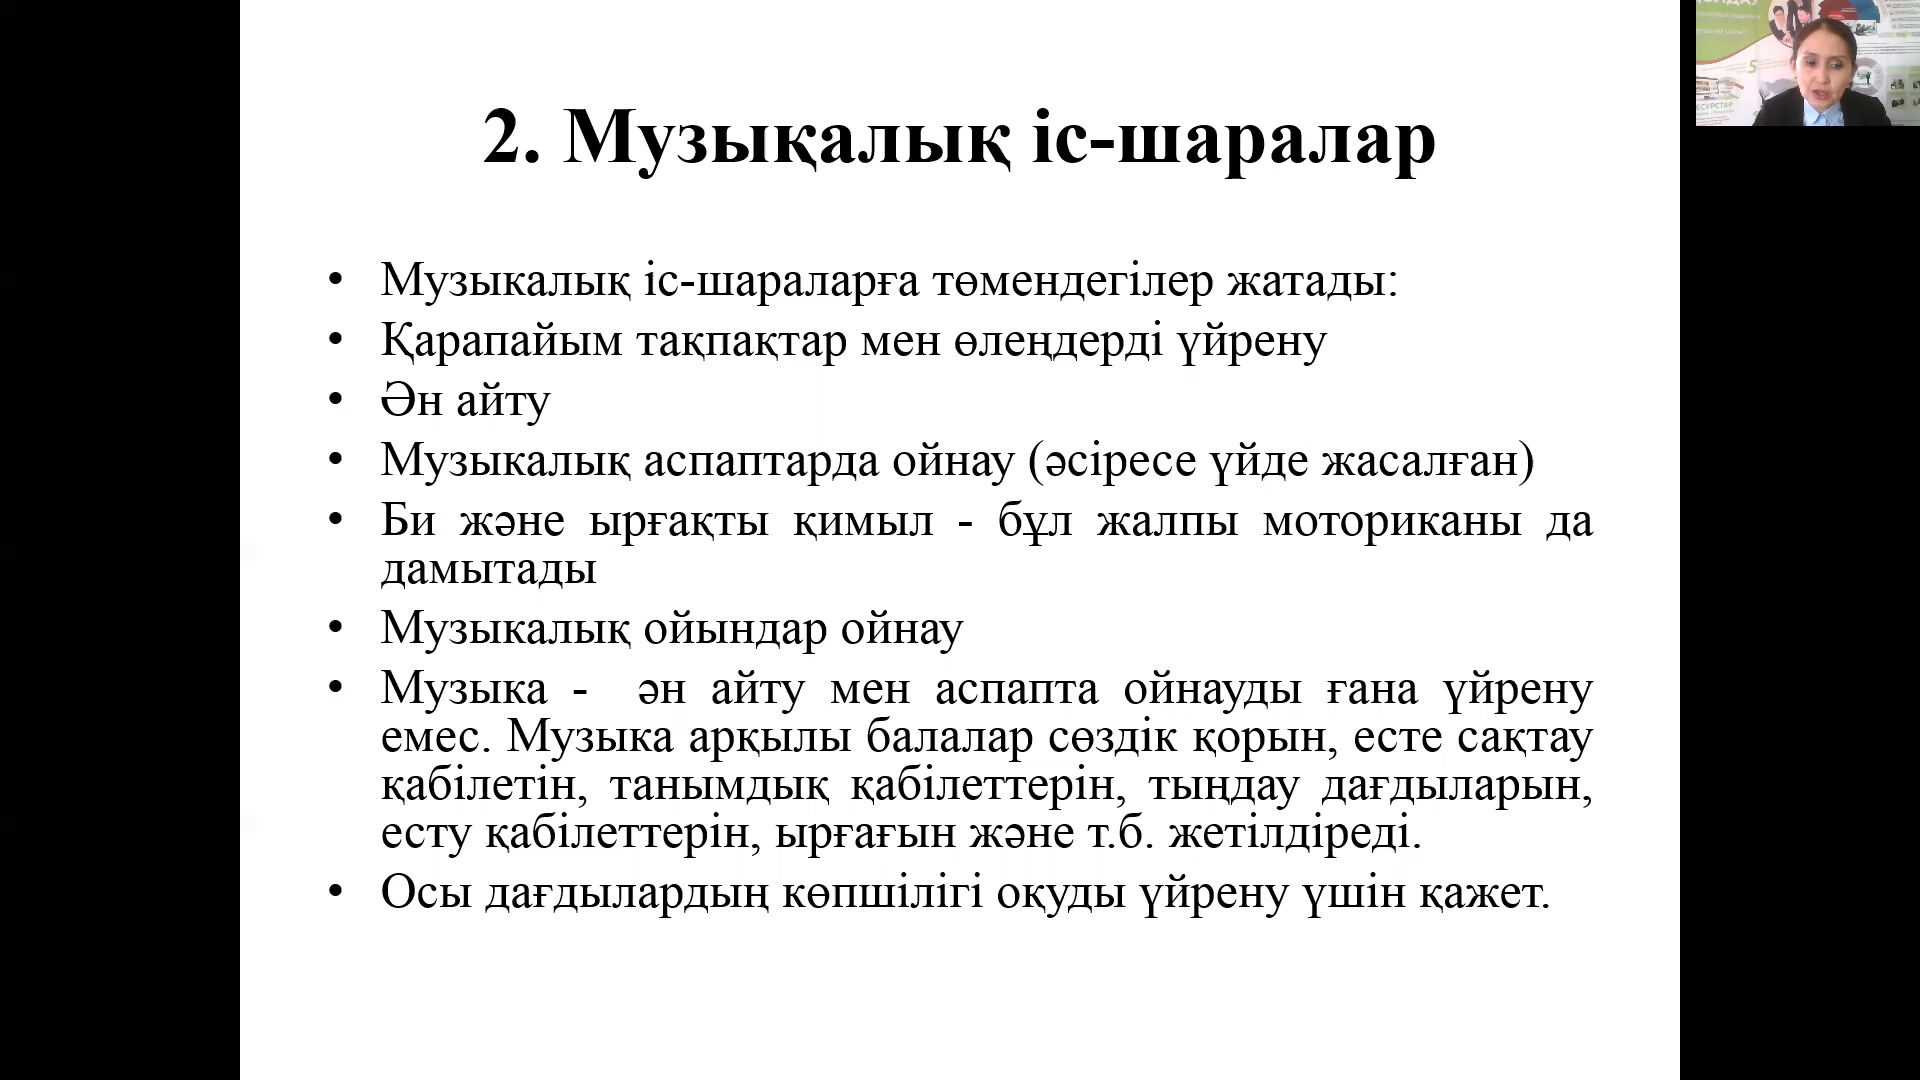 2. Музықалық іс-шаралар
• Музыкалық іс-шараларға төмендегілер жатады:
• Қарапайым тақпақтар мен өлеңдерді үйрену
• Ән айту
• Музыкалық аспаптарда ойнау (әсіресе үйде жасалған)
• Би және ырғақты қимыл - бұл жалпы моториканы да
дамытады
• Музыкалық ойындар ойнау
• Музыка - ән айту мен аспапта ойнауды ғана үйрену
емес. Музыка арқылы балалар сөздік қорын, есте сақтау
қабілетін, танымдық қабілеттерін, тыңдау дағдыларын,
есту қабілеттерін, ырғағын және т.б. жетілдіреді.
• Осы дағдылардың көпшілігі оқуды үйрену үшін қажет.
5